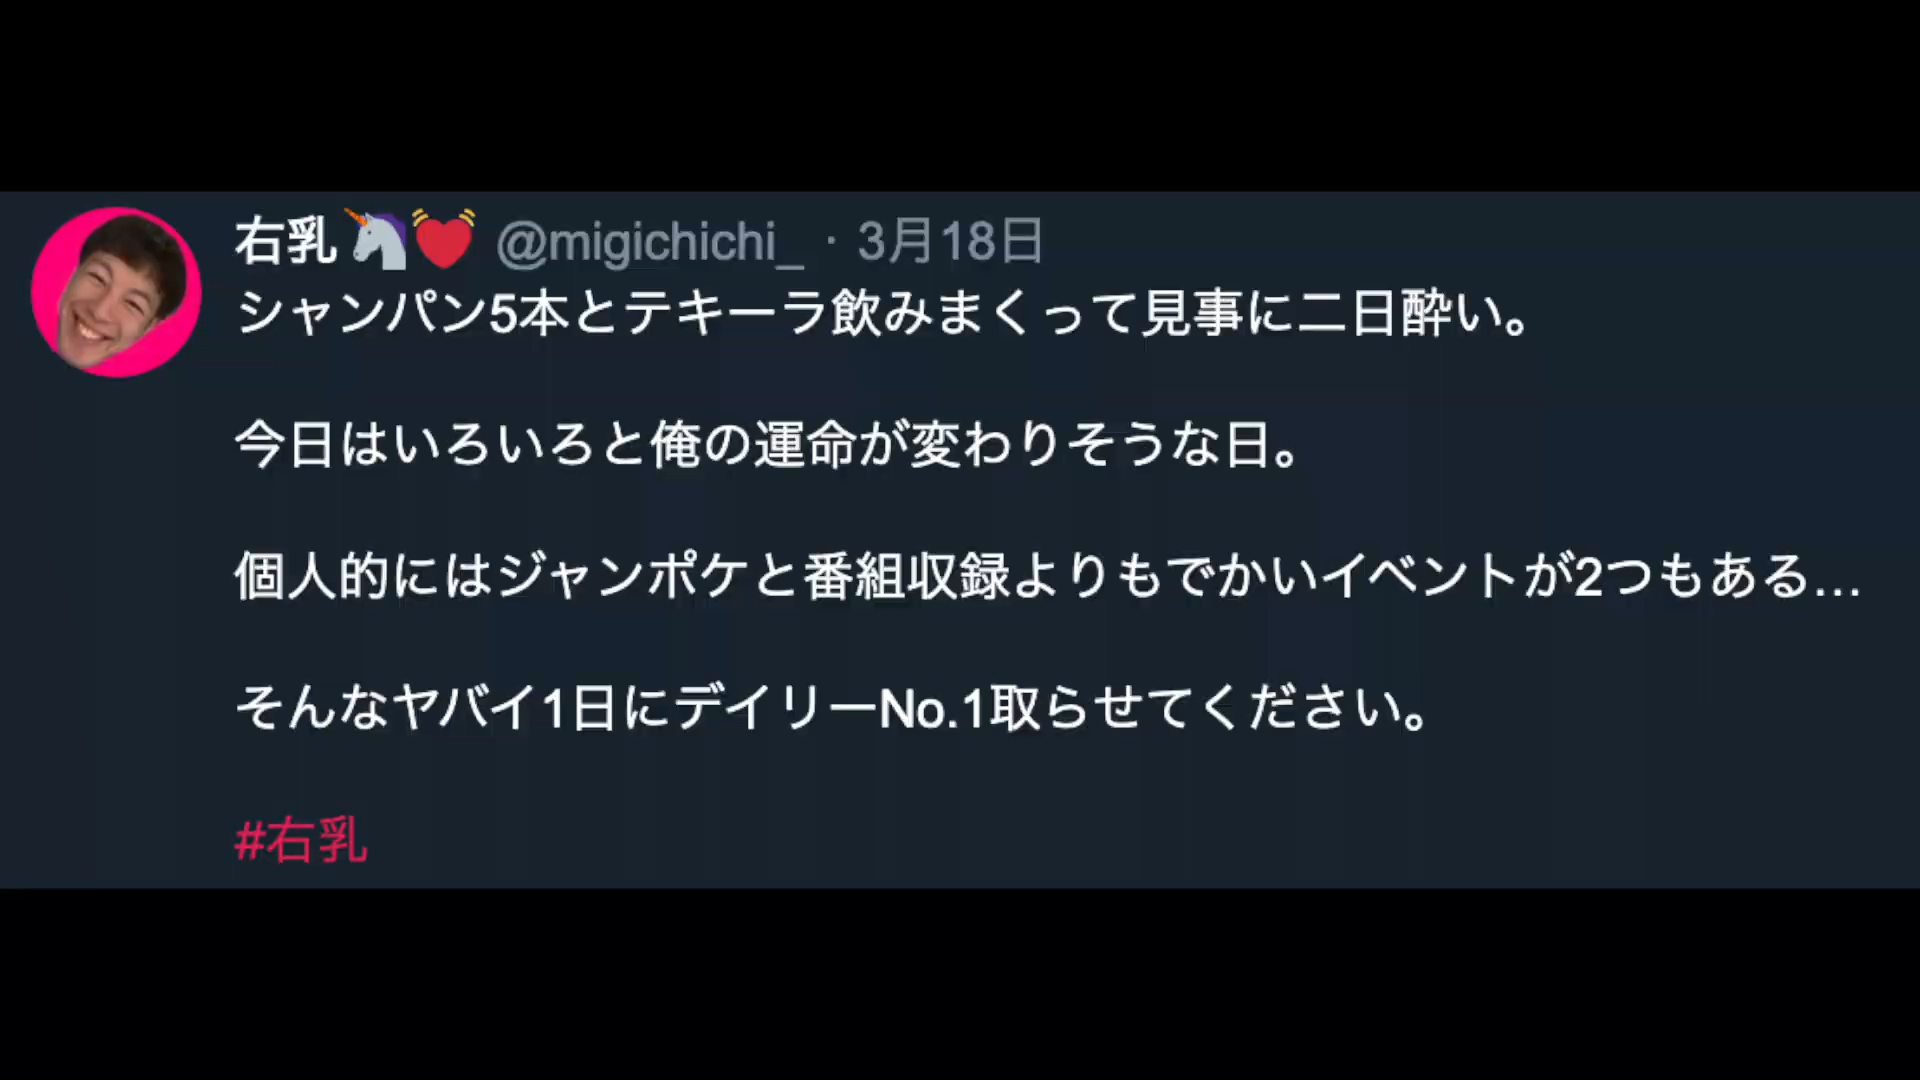 右乳🦄💓 @migichichi_ · 3月18日
シャンパン5本とテキーラ飲みまくって見事に二日酔い。
今日はいろいろと俺の運命が変わりそうな日。
個人的にはジャンポケと番組収録よりもでかいイベントが2つもある…
そんなヤバイ1日にデイリーNo.1取らせてください。
#右乳